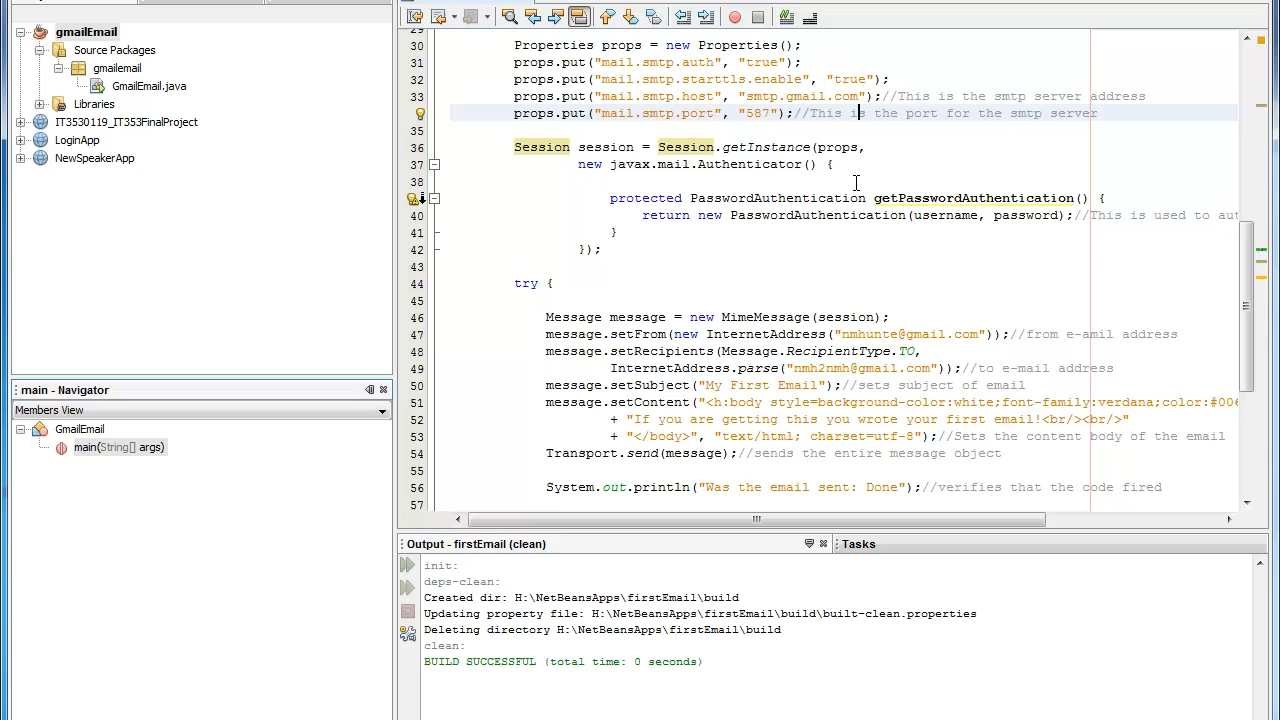 gmailEmail
Source Packages
gmailemail
GmailEmail.java
Libraries
IT3530119_IT353FinalProject
LoginApp
NewSpeakerApp
main - Navigator
Members View
GmailEmail
main(String[] args)
29
30 Properties props = new Properties();
31 props.put("mail.smtp.auth", "true");
32 props.put("mail.smtp.starttls.enable", "true");
33 props.put("mail.smtp.host", "smtp.gmail.com");//This is the smtp server address
props.put("mail.smtp.port", "587");//This is the port for the smtp server
35
36 Session session = Session.getInstance(props,
37 new javax.mail.Authenticator() {
38
protected PasswordAuthentication getPasswordAuthentication() {
40 return new PasswordAuthentication(username, password);//This is used to aut
41 }
42 });
43
44 try {
45
46 Message message = new MimeMessage(session);
47 message.setFrom(new InternetAddress("nmhunte@gmail.com"));//from e-amil address
48 message.setRecipients(Message.RecipientType.TO,
49 InternetAddress.parse("nmh2nmh@gmail.com"));//to e-mail address
50 message.setSubject("My First Email");//sets subject of email
51 message.setContent("<h:body style=background-color:white;font-family:verdana;color:#006
52 + "If you are getting this you wrote your first email!<br/><br/>"
53 + "</body>", "text/html; charset=utf-8");//Sets the content body of the email
54 Transport.send(message);//sends the entire message object
55
56 System.out.println("Was the email sent: Done");//verifies that the code fired
57
Output - firstEmail (clean)
Tasks
init:
deps-clean:
Created dir: H:\NetBeansApps\firstEmail\build
Updating property file: H:\NetBeansApps\firstEmail\build\built-clean.properties
Deleting directory H:\NetBeansApps\firstEmail\build
clean:
BUILD SUCCESSFUL (total time: 0 seconds)